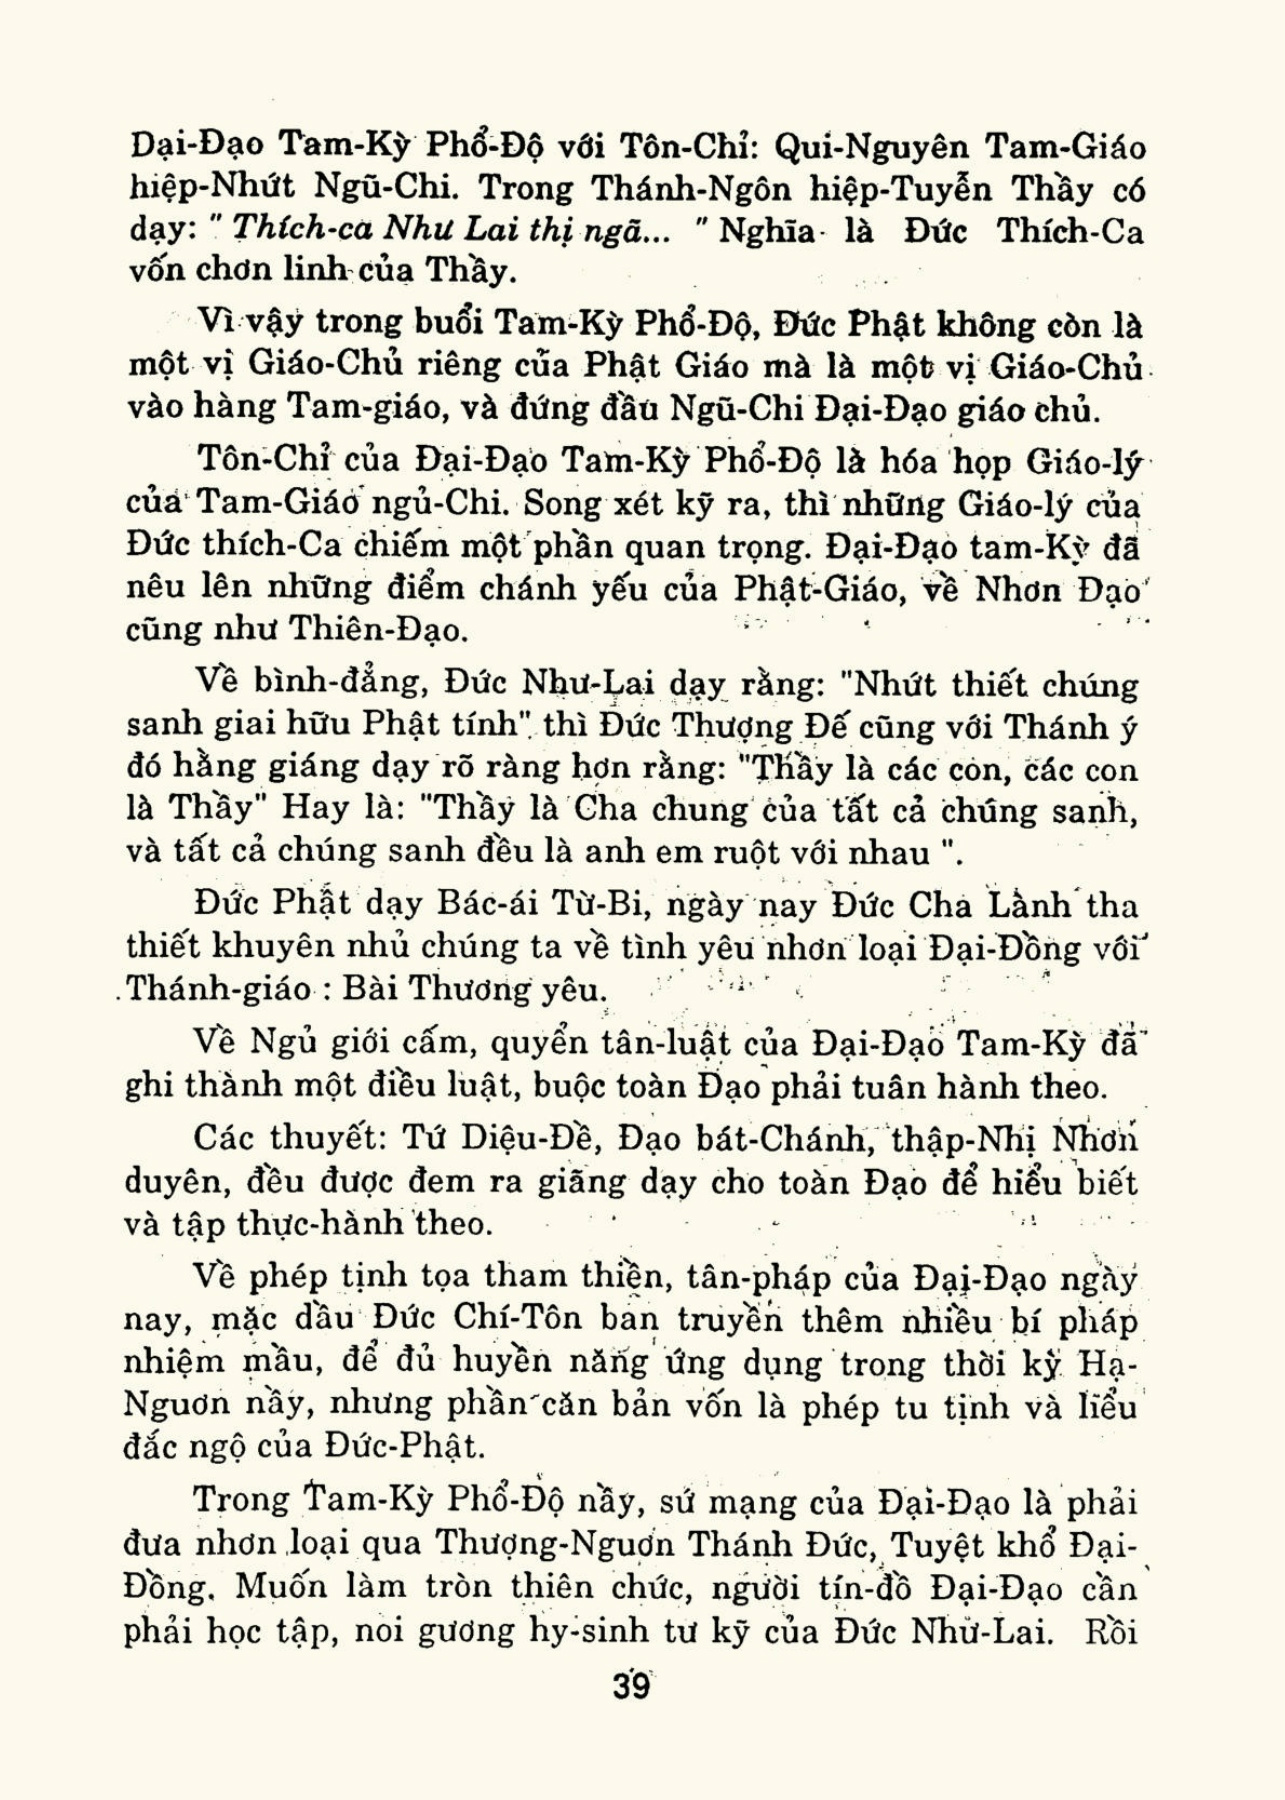 Đại-Đạo Tam-Kỳ Phổ-Độ với Tôn-Chỉ: Qui-Nguyên Tam-Giáo
hiệp-Nhứt Ngũ-Chi. Trong Thánh-Ngôn hiệp-Tuyễn Thầy có
dạy: " Thích-ca Như Lai thị ngã... " Nghĩa là Đức Thích-Ca
vốn chơn linh của Thầy.
Vì vậy trong buổi Tam-Kỳ Phổ-Độ, Đức Phật không còn là
một vị Giáo-Chủ riêng của Phật Giáo mà là một vị Giáo-Chủ
vào hàng Tam-giáo, và đứng đầu Ngũ-Chi Đại-Đạo giáo chủ.
Tôn-Chỉ của Đại-Đạo Tam-Kỳ Phổ-Độ là hóa họp Giáo-lý
của Tam-Giáo ngủ-Chi. Song xét kỹ ra, thì những Giáo-lý của
Đức thích-Ca chiếm một phần quan trọng. Đại-Đạo tam-Kỳ đã
nêu lên những điểm chánh yếu của Phật-Giáo, về Nhơn Đạo
cũng như Thiên-Đạo.
Về bình-đẳng, Đức Như-Lai dạy rằng: "Nhứt thiết chúng
sanh giai hữu Phật tính" thì Đức Thượng Đế cũng với Thánh ý
đó hằng giáng dạy rõ ràng hơn rằng: "Thầy là các con, các con
là Thầy" Hay là: "Thầy là Cha chung của tất cả chúng sanh,
và tất cả chúng sanh đều là anh em ruột với nhau ".
Đức Phật dạy Bác-ái Từ-Bi, ngày nay Đức Cha Lành tha
thiết khuyên nhủ chúng ta về tình yêu nhơn loại Đại-Đồng với
Thánh-giáo : Bài Thương yêu.
Về Ngủ giới cấm, quyển tân-luật của Đại-Đạo Tam-Kỳ đã
ghi thành một điều luật, buộc toàn Đạo phải tuân hành theo.
Các thuyết: Tứ Diệu-Đề, Đạo bát-Chánh, thập-Nhị Nhơn
duyên, đều được đem ra giãng dạy cho toàn Đạo để hiểu biết
và tập thực-hành theo.
Về phép tịnh tọa tham thiền, tân-pháp của Đại-Đạo ngày
nay, mặc dầu Đức Chí-Tôn ban truyền thêm nhiều bí pháp
nhiệm mầu, để đủ huyền năng ứng dụng trong thời kỳ Hạ-
Nguơn nầy, nhưng phần căn bản vốn là phép tu tịnh và liểu
đắc ngộ của Đức-Phật.
Trong Tam-Kỳ Phổ-Độ nầy, sứ mạng của Đại-Đạo là phải
đưa nhơn loại qua Thượng-Nguơn Thánh Đức, Tuyệt khổ Đại-
Đồng. Muốn làm tròn thiên chức, người tín-đồ Đại-Đạo cần
phải học tập, noi gương hy-sinh tư kỹ của Đức Như-Lai. Rồi
39